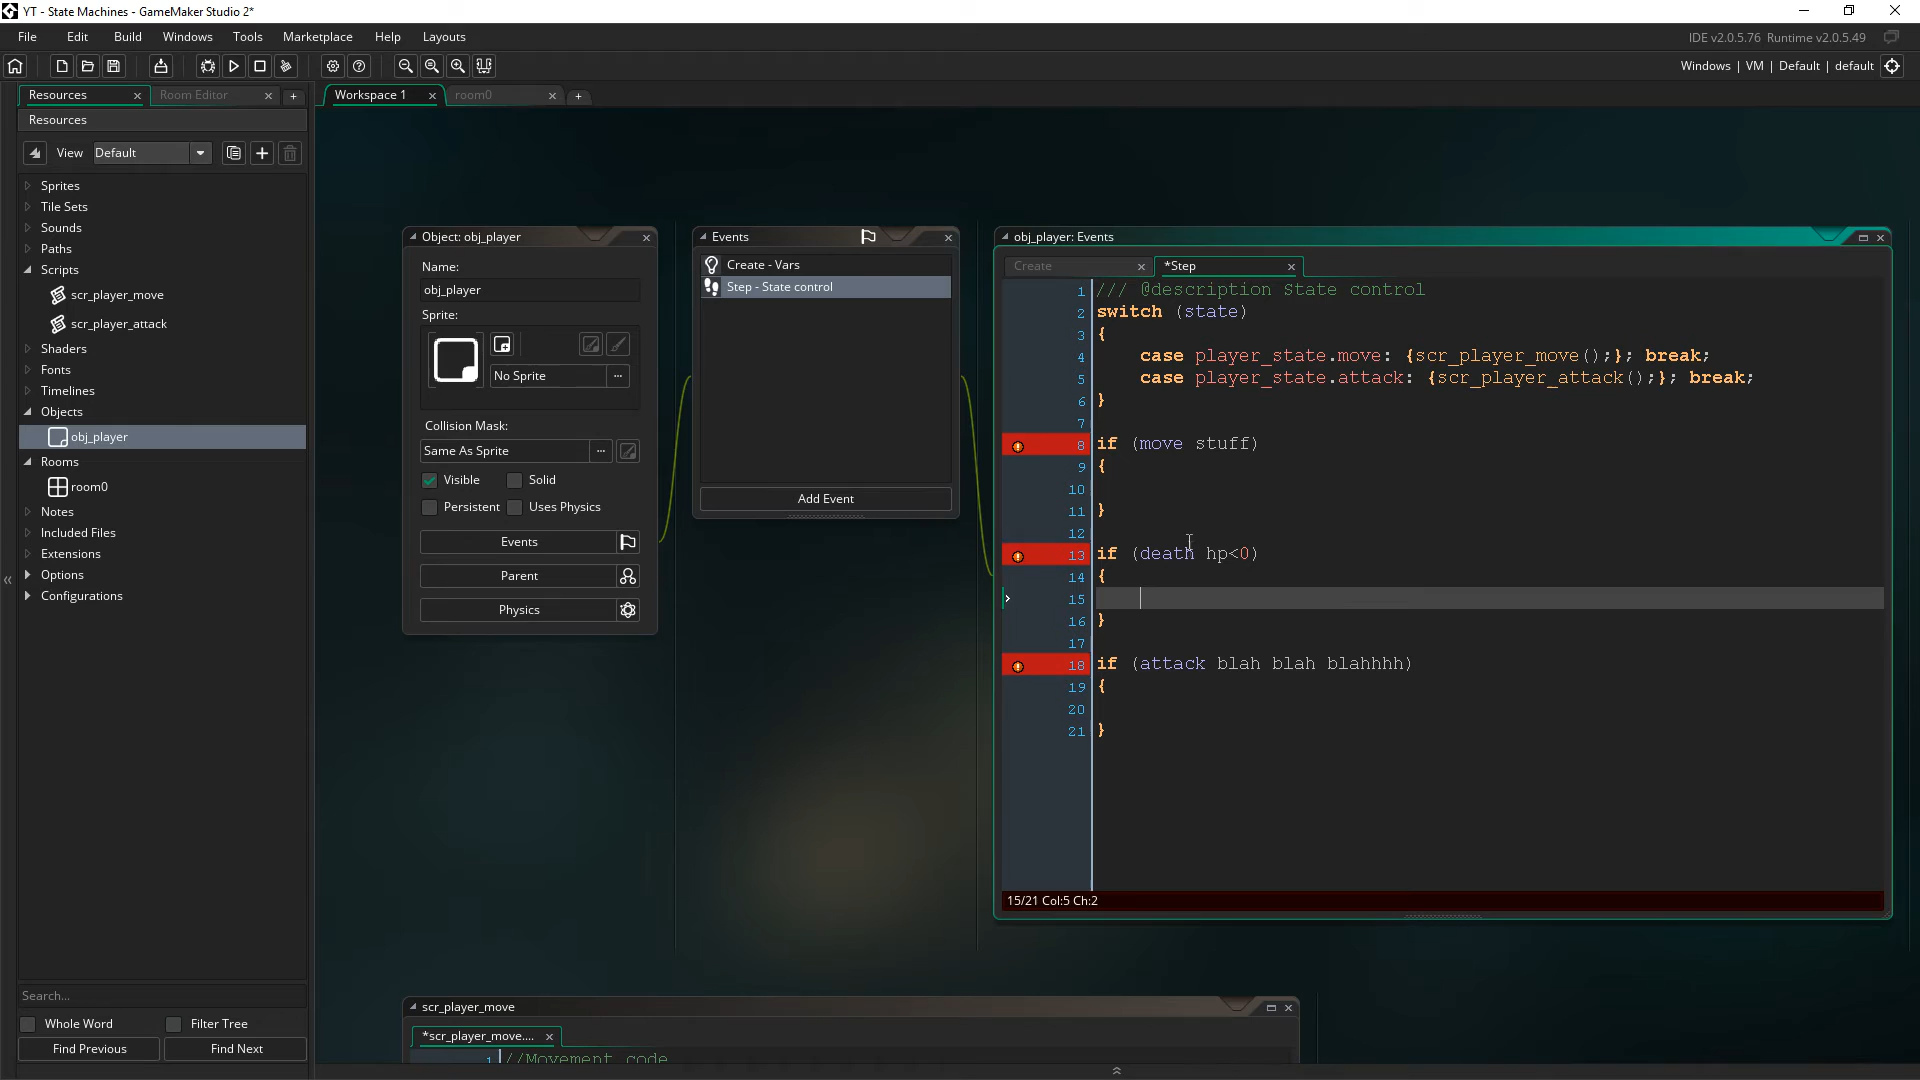 YT - State Machines - GameMaker Studio 2*
File Edit Build Windows Tools Marketplace Help Layouts
IDE v2.0.5.76 Runtime v2.0.5.49
Windows | VM | Default | default
Resources Room Editor
Workspace 1 room0
Resources
View Default
Sprites
Tile Sets
Sounds
Paths
Scripts
scr_player_move
scr_player_attack
Shaders
Fonts
Timelines
Objects
obj_player
Rooms
room0
Notes
Included Files
Extensions
Options
Configurations
Search...
Whole Word Filter Tree
Find Previous Find Next
Object: obj_player
Name:
obj_player
Sprite:
No Sprite
Collision Mask:
Same As Sprite
Visible Solid
Persistent Uses Physics
Events
Parent
Physics
Events
Create - Vars
Step - State control
Add Event
obj_player: Events
Create *Step
1 /// @description State control
2 switch (state)
3 {
4 case player_state.move: {scr_player_move();}; break;
5 case player_state.attack: {scr_player_attack();}; break;
6 }
7
8 if (move stuff)
9 {
10
11 }
12
13 if (death hp<0)
14 {
15
16 }
17
18 if (attack blah blah blahhhh)
19 {
20
21 }
15/21 Col:5 Ch:2
scr_player_move
*scr_player_move....
1 //Movement code